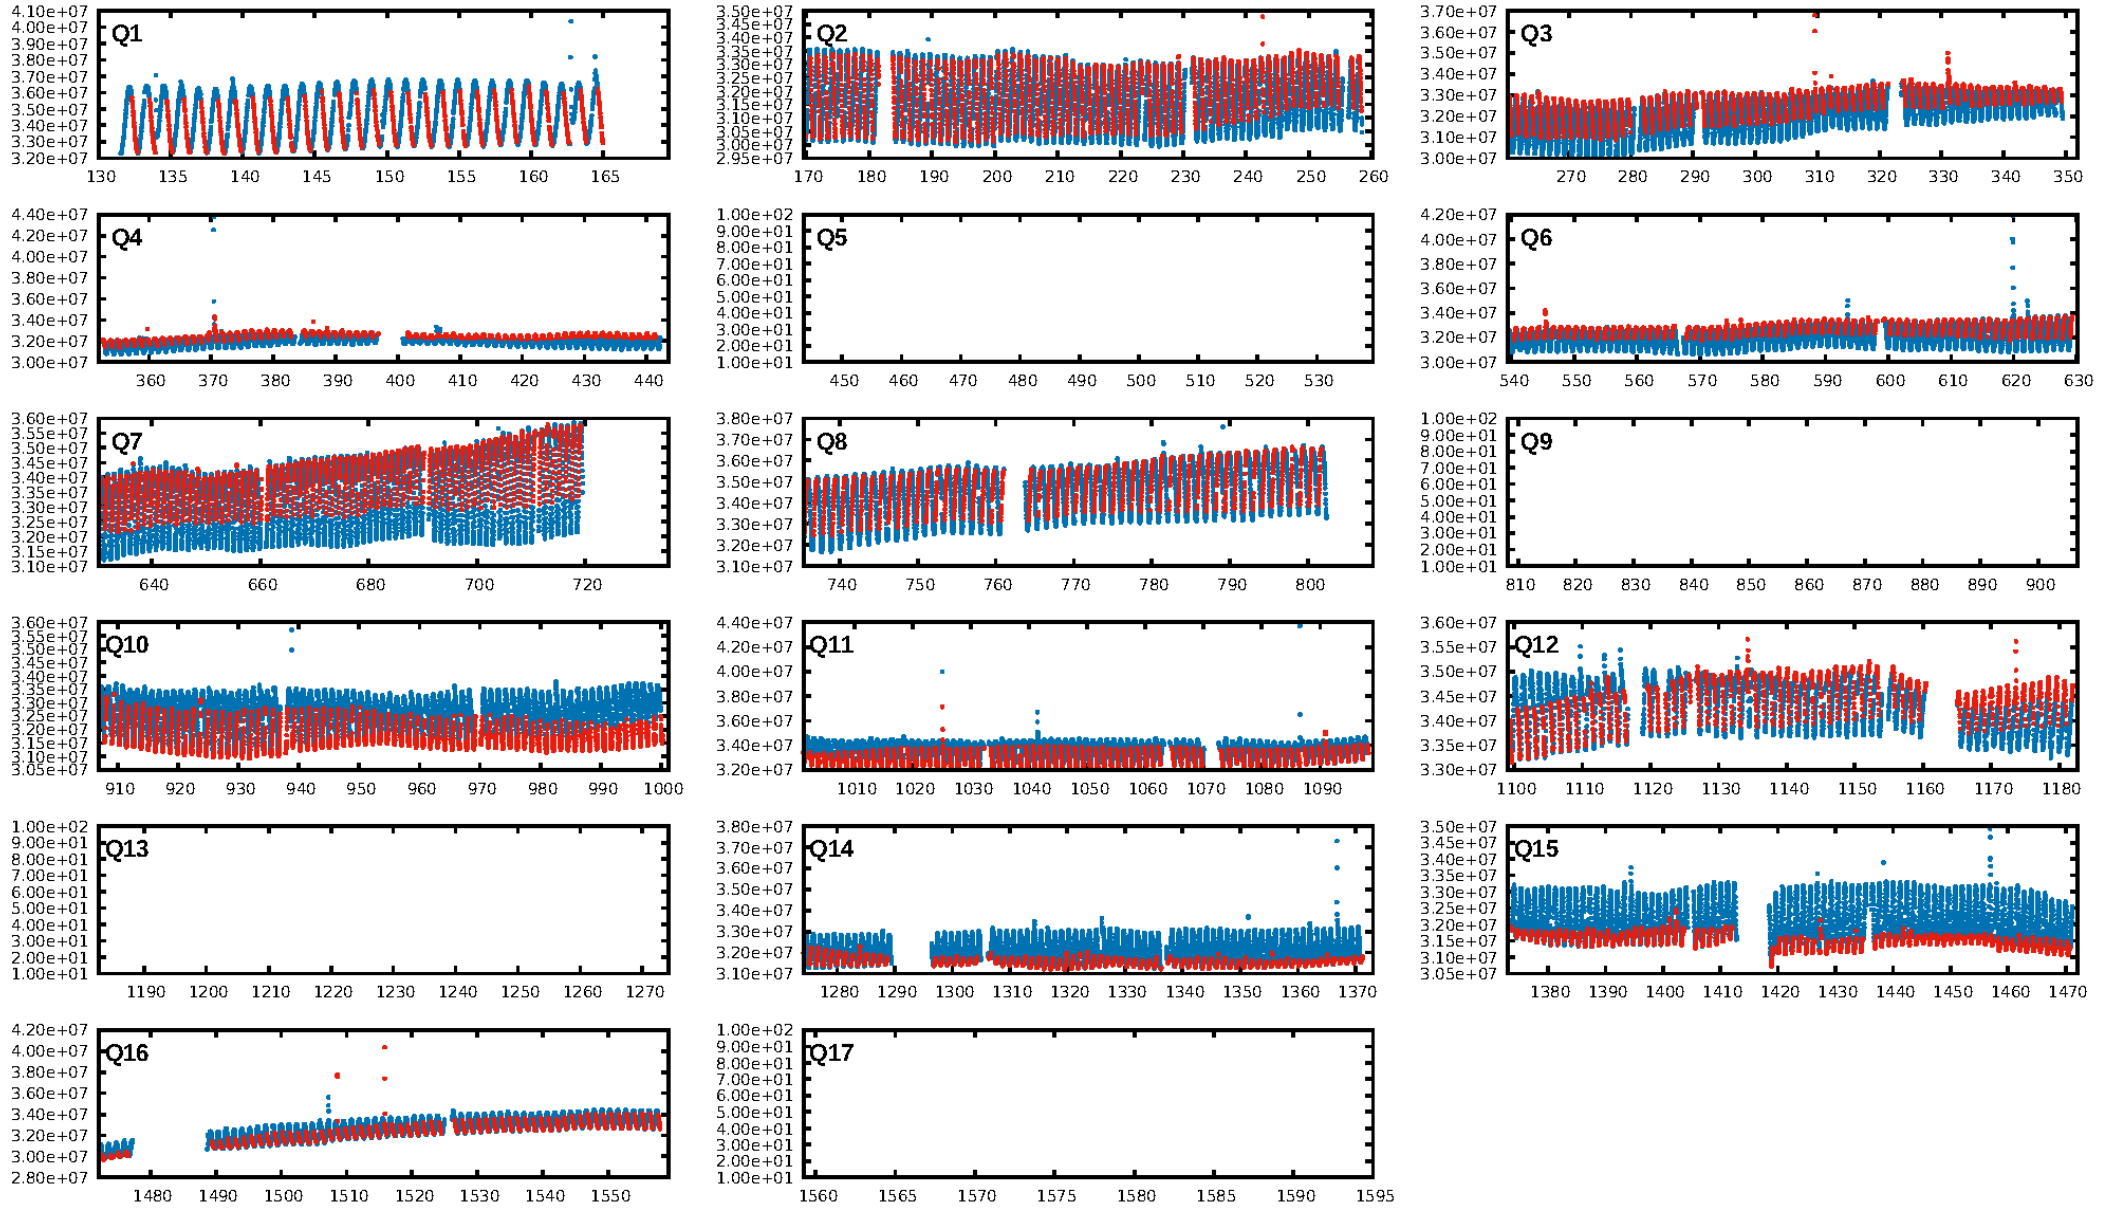 Q1
4.10e+07
4.00e+07
3.90e+07
3.80e+07
3.70e+07
3.60e+07
3.50e+07
3.40e+07
3.30e+07
3.20e+07
130 135 140 145 150 155 160 165
Q2
3.50e+07
3.45e+07
3.40e+07
3.35e+07
3.30e+07
3.25e+07
3.20e+07
3.15e+07
3.10e+07
3.05e+07
3.00e+07
2.95e+07
170 180 190 200 210 220 230 240 250 260
Q3
3.70e+07
3.60e+07
3.50e+07
3.40e+07
3.30e+07
3.20e+07
3.10e+07
3.00e+07
270 280 290 300 310 320 330 340 350
Q4
4.40e+07
4.20e+07
4.00e+07
3.80e+07
3.60e+07
3.40e+07
3.20e+07
3.00e+07
360 370 380 390 400 410 420 430 440
Q5
1.00e+02
9.00e+01
8.00e+01
7.00e+01
6.00e+01
5.00e+01
4.00e+01
3.00e+01
2.00e+01
1.00e+01
450 460 470 480 490 500 510 520 530
Q6
4.20e+07
4.00e+07
3.80e+07
3.60e+07
3.40e+07
3.20e+07
3.00e+07
540 550 560 570 580 590 600 610 620 630
Q7
3.60e+07
3.55e+07
3.50e+07
3.45e+07
3.40e+07
3.35e+07
3.30e+07
3.25e+07
3.20e+07
3.15e+07
3.10e+07
640 660 680 700 720
Q8
3.80e+07
3.70e+07
3.60e+07
3.50e+07
3.40e+07
3.30e+07
3.20e+07
3.10e+07
740 750 760 770 780 790 800
Q9
1.00e+02
9.00e+01
8.00e+01
7.00e+01
6.00e+01
5.00e+01
4.00e+01
3.00e+01
2.00e+01
1.00e+01
810 820 830 840 850 860 870 880 890 900
Q10
3.60e+07
3.55e+07
3.50e+07
3.45e+07
3.40e+07
3.35e+07
3.30e+07
3.25e+07
3.20e+07
3.15e+07
3.10e+07
3.05e+07
910 920 930 940 950 960 970 980 990 1000
Q11
4.40e+07
4.20e+07
4.00e+07
3.80e+07
3.60e+07
3.40e+07
3.20e+07
1010 1020 1030 1040 1050 1060 1070 1080 1090
Q12
3.60e+07
3.55e+07
3.50e+07
3.45e+07
3.40e+07
3.35e+07
3.30e+07
1100 1110 1120 1130 1140 1150 1160 1170 1180
Q13
1.00e+02
9.00e+01
8.00e+01
7.00e+01
6.00e+01
5.00e+01
4.00e+01
3.00e+01
2.00e+01
1.00e+01
1190 1200 1210 1220 1230 1240 1250 1260 1270
Q14
3.80e+07
3.70e+07
3.60e+07
3.50e+07
3.40e+07
3.30e+07
3.20e+07
3.10e+07
1280 1290 1300 1310 1320 1330 1340 1350 1360 1370
Q15
3.50e+07
3.45e+07
3.40e+07
3.35e+07
3.30e+07
3.25e+07
3.20e+07
3.15e+07
3.10e+07
3.05e+07
1380 1390 1400 1410 1420 1430 1440 1450 1460 1470
Q16
4.20e+07
4.00e+07
3.80e+07
3.60e+07
3.40e+07
3.20e+07
3.00e+07
2.80e+07
1480 1490 1500 1510 1520 1530 1540 1550
Q17
1.00e+02
9.00e+01
8.00e+01
7.00e+01
6.00e+01
5.00e+01
4.00e+01
3.00e+01
2.00e+01
1.00e+01
1560 1565 1570 1575 1580 1585 1590 1595